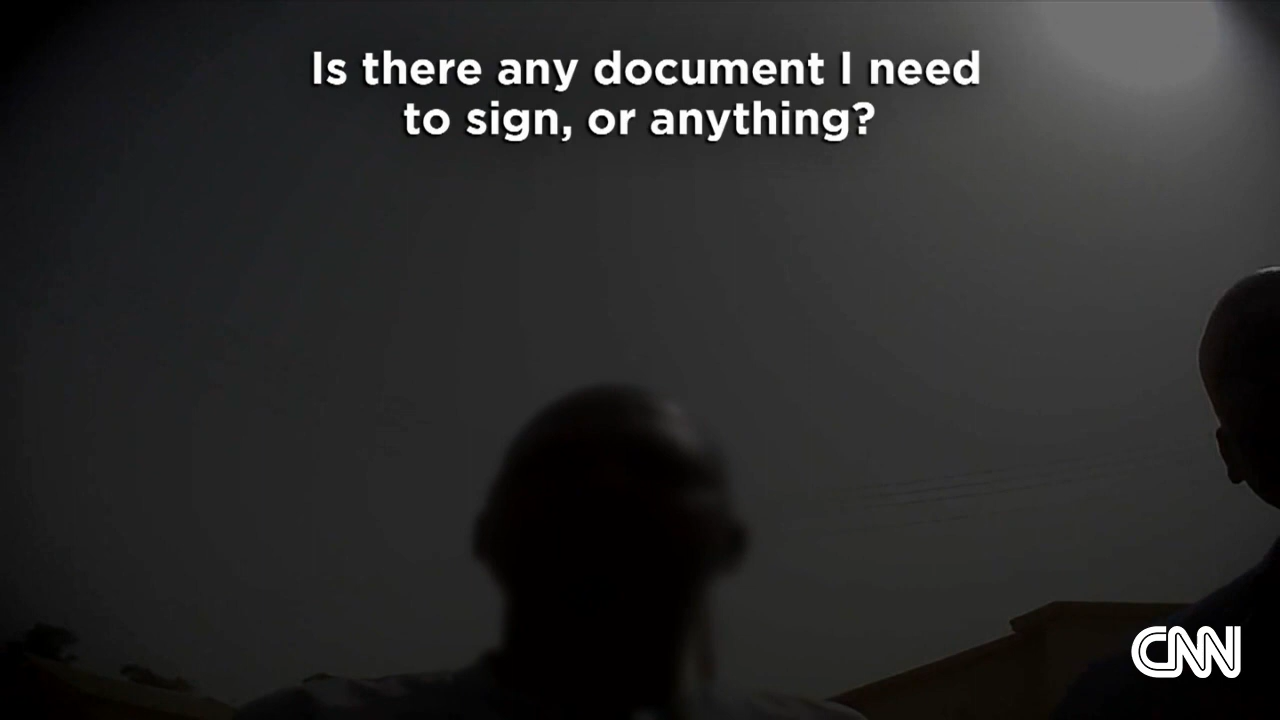 Is there any document I need
to sign, or anything?
CNN